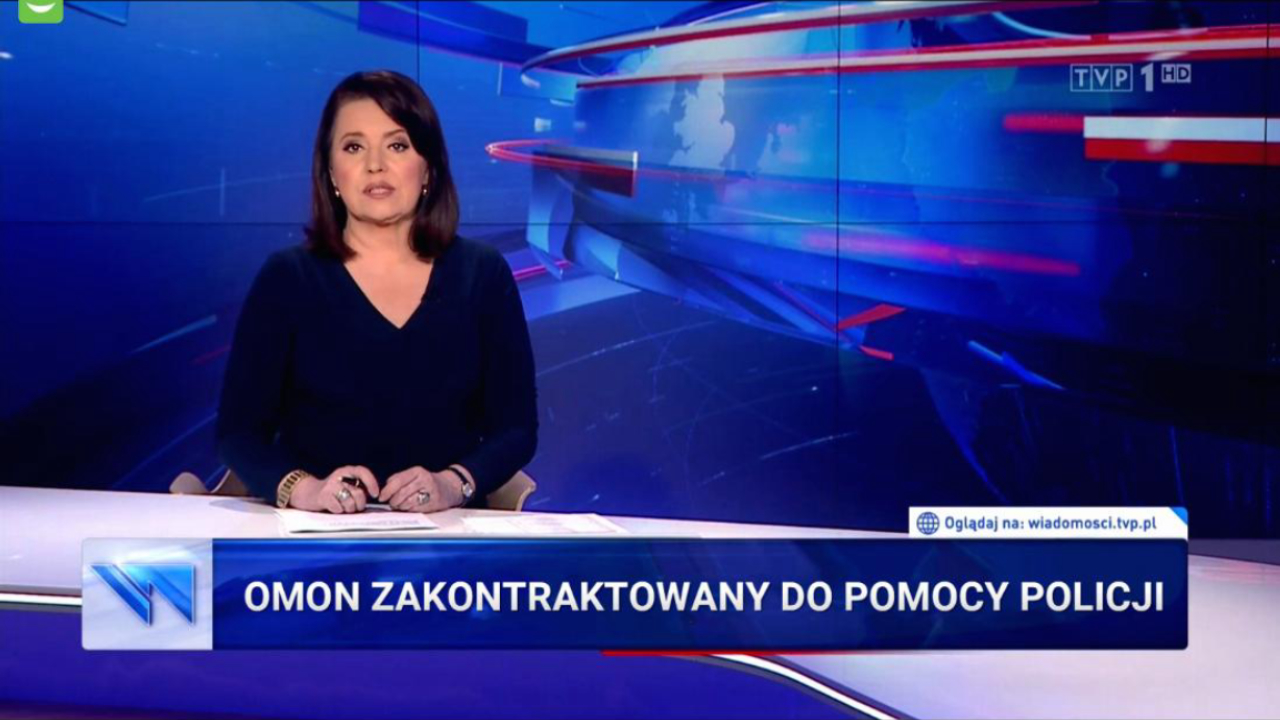 TVP 1 HD
Oglądaj na: wiadomosci.tvp.pl
OMON ZAKONTRAKTOWANY DO POMOCY POLICJI